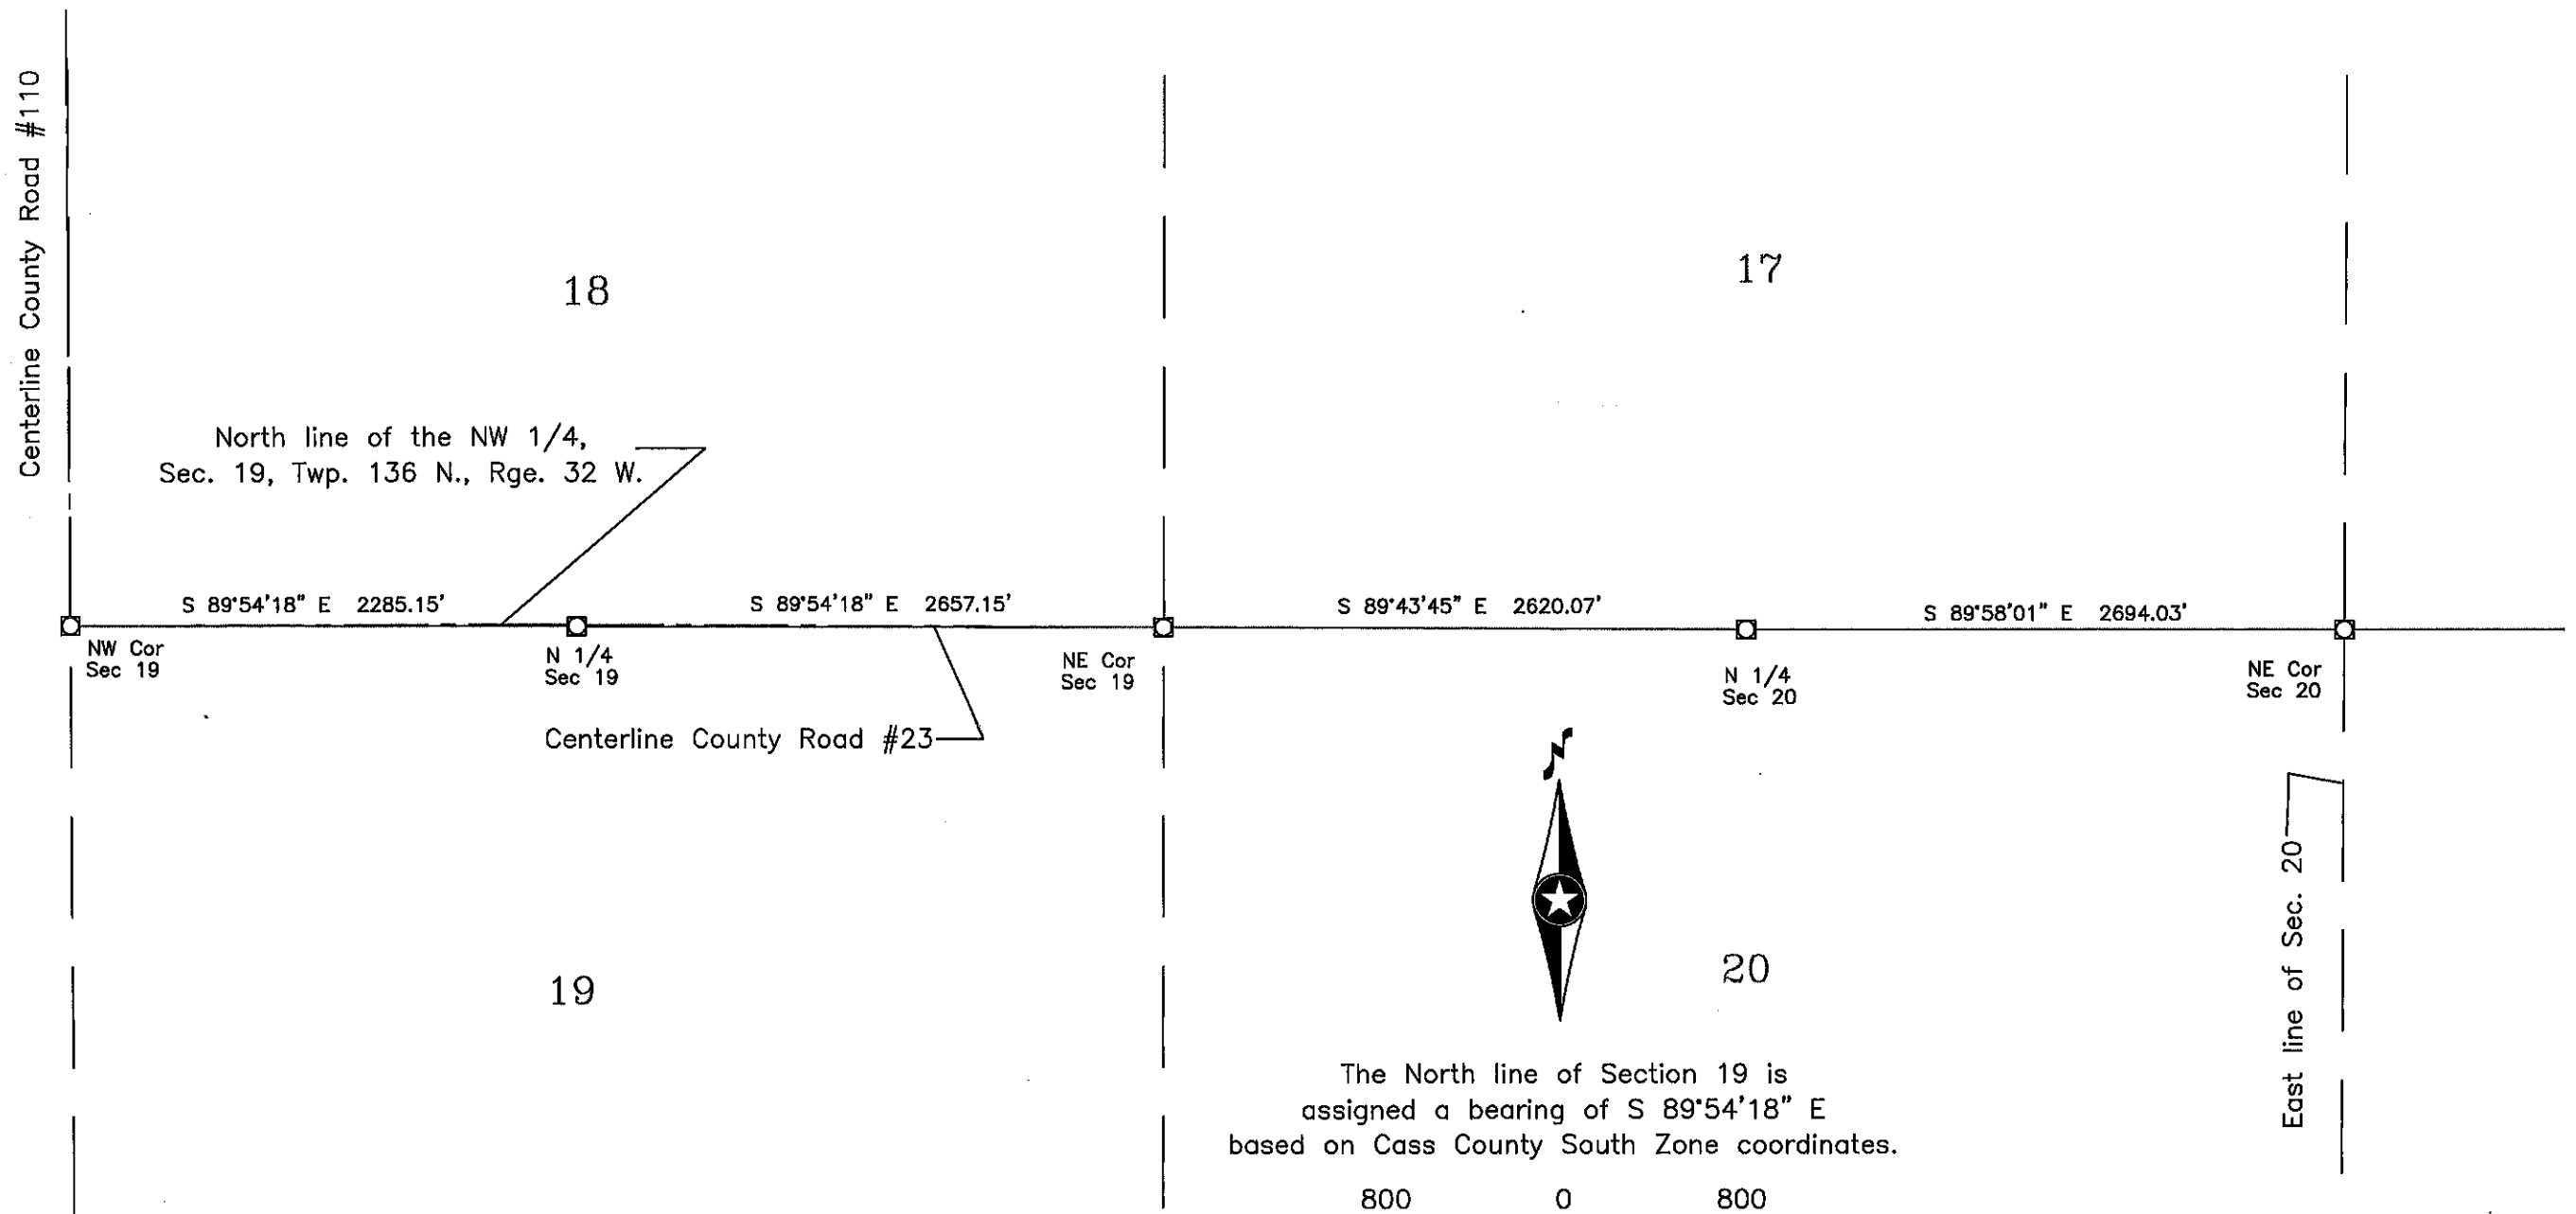 Centerline County Road #110
18
17
North line of the NW 1/4,
Sec. 19, Twp. 136 N., Rge. 32 W.
S 89°54'18" E 2285.15'
S 89°54'18" E 2657.15'
S 89°43'45" E 2620.07'
S 89°58'01" E 2694.03'
NW Cor
Sec 19
N 1/4
Sec 19
NE Cor
Sec 19
N 1/4
Sec 20
NE Cor
Sec 20
Centerline County Road #23
N
19
20
East line of Sec. 20
The North line of Section 19 is
assigned a bearing of S 89°54'18" E
based on Cass County South Zone coordinates.
800 0 800